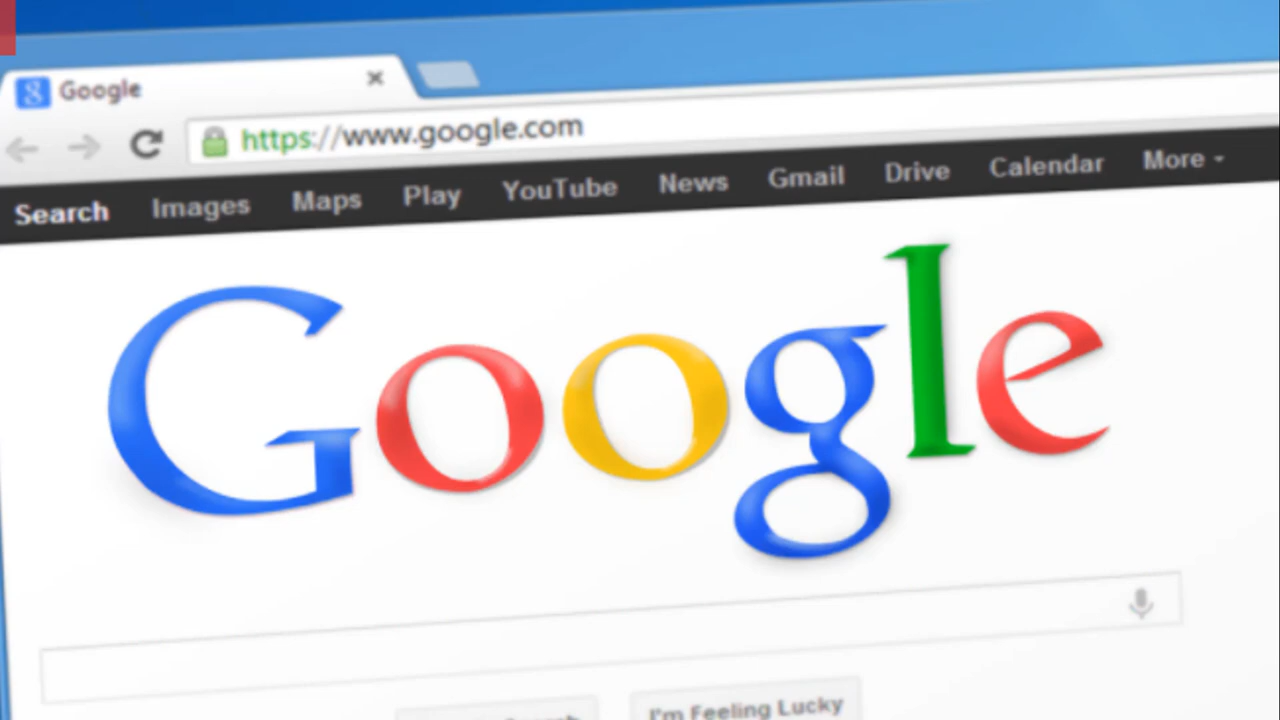 Google
https://www.google.com
Search Images Maps Play YouTube News Gmail Drive Calendar More
Google
I'm Feeling Lucky